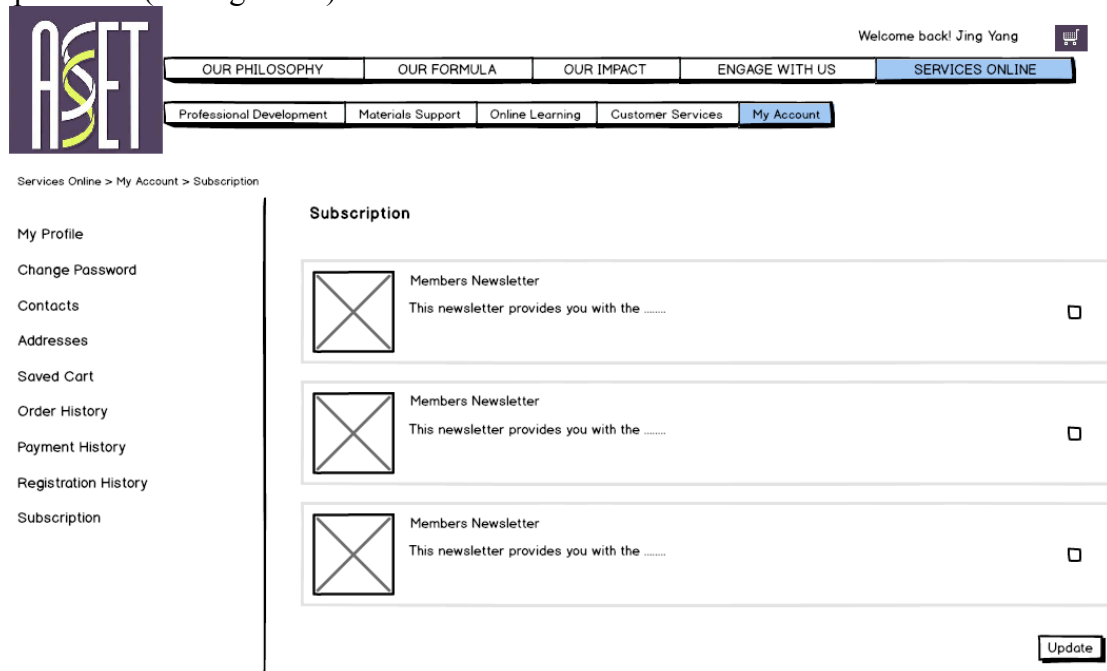 ASET
Welcome back! Jing Yang
OUR PHILOSOPHY OUR FORMULA OUR IMPACT ENGAGE WITH US SERVICES ONLINE
Professional Development Materials Support Online Learning Customer Services My Account
Services Online > My Account > Subscription
My Profile
Change Password
Contacts
Addresses
Saved Cart
Order History
Payment History
Registration History
Subscription
Subscription
Members Newsletter
This newsletter provides you with the ........
Members Newsletter
This newsletter provides you with the ........
Members Newsletter
This newsletter provides you with the ........
Update